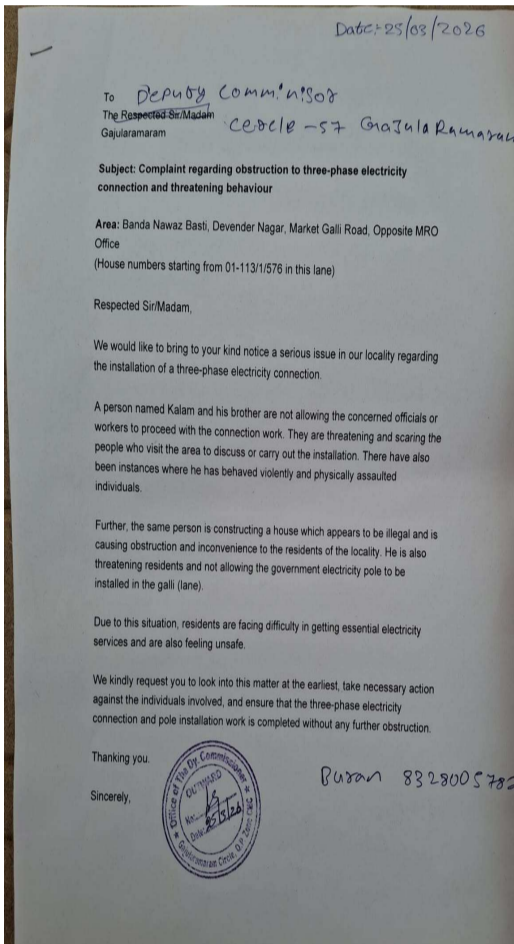 Date:- 25/03/2026
To Deputy Comminisor
The Respected Sir/Madam
Cercle - 57 Gajula Ramaram
Gajularamaram
Subject: Complaint regarding obstruction to three-phase electricity
connection and threatening behaviour
Area: Banda Nawaz Basti, Devender Nagar, Market Galli Road, Opposite MRO
Office
(House numbers starting from 01-113/1/576 in this lane)
Respected Sir/Madam,
We would like to bring to your kind notice a serious issue in our locality regarding
the installation of a three-phase electricity connection.
A person named Kalam and his brother are not allowing the concerned officials or
workers to proceed with the connection work. They are threatening and scaring the
people who visit the area to discuss or carry out the installation. There have also
been instances where he has behaved violently and physically assaulted
individuals.
Further, the same person is constructing a house which appears to be illegal and is
causing obstruction and inconvenience to the residents of the locality. He is also
threatening residents and not allowing the government electricity pole to be
installed in the galli (lane).
Due to this situation, residents are facing difficulty in getting essential electricity
services and are also feeling unsafe.
We kindly request you to look into this matter at the earliest, take necessary action
against the individuals involved, and ensure that the three-phase electricity
connection and pole installation work is completed without any further obstruction.
Thanking you.
Sincerely,
Buran 8328005782
Office of The Dy. Commissioner
OUTWARD
No:
Date: 25/3/26
Gajularamaram Circle, Q.P. Zone